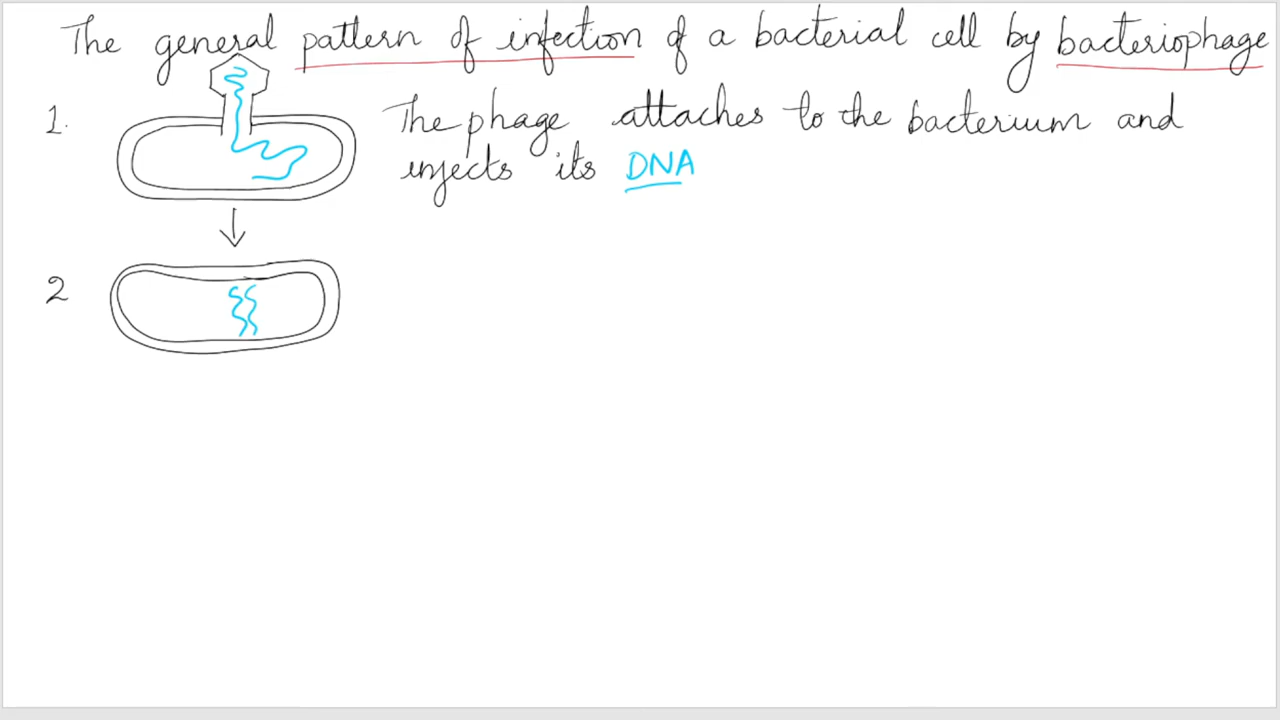 The general pattern of infection of a bacterial cell by bacteriophage
1. The phage attaches to the bacterium and
injects its DNA
2